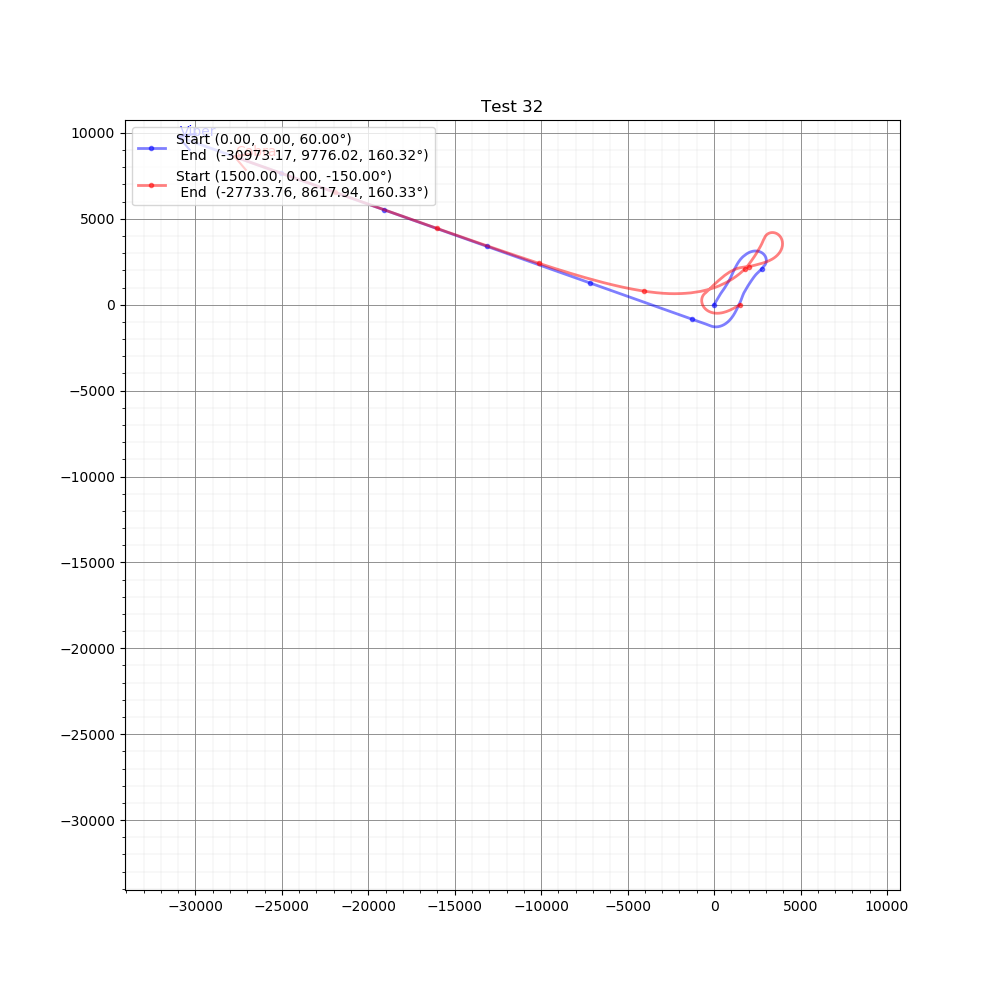 Test 32
Viper
Start (0.00, 0.00, 60.00°)
End (-30973.17, 9776.02, 160.32°)
Start (1500.00, 0.00, -150.00°)
End (-27733.76, 8617.94, 160.33°)
10000
5000
0
−5000
−10000
−15000
−20000
−25000
−30000
−30000 −25000 −20000 −15000 −10000 −5000 0 5000 10000